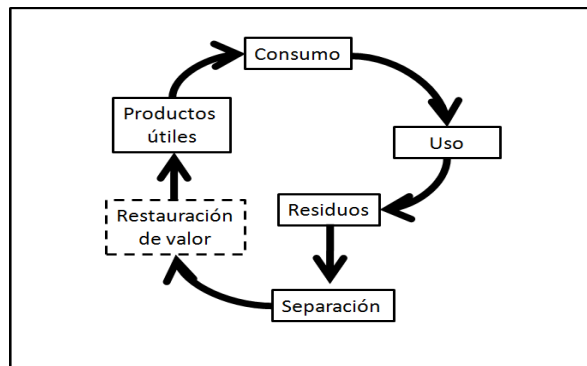 Consumo
Uso
Residuos
Separación
Restauración
de valor
Productos
útiles